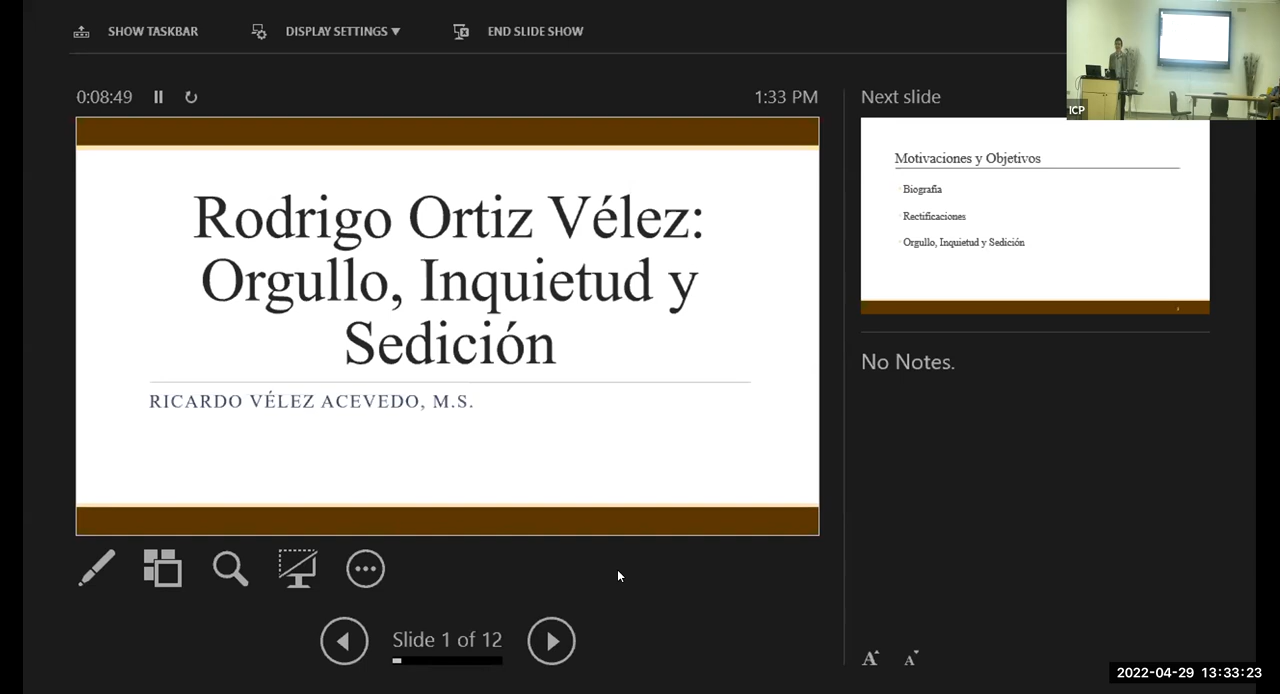 SHOW TASKBAR
DISPLAY SETTINGS ▼
END SLIDE SHOW
0:08:49
1:33 PM
Next slide
ICP
Rodrigo Ortiz Vélez:
Orgullo, Inquietud y
Sedición
RICARDO VÉLEZ ACEVEDO, M.S.
Motivaciones y Objetivos
Biografía
Rectificaciones
Orgullo, Inquietud y Sedición
No Notes.
Slide 1 of 12
A A
2022-04-29 13:33:23